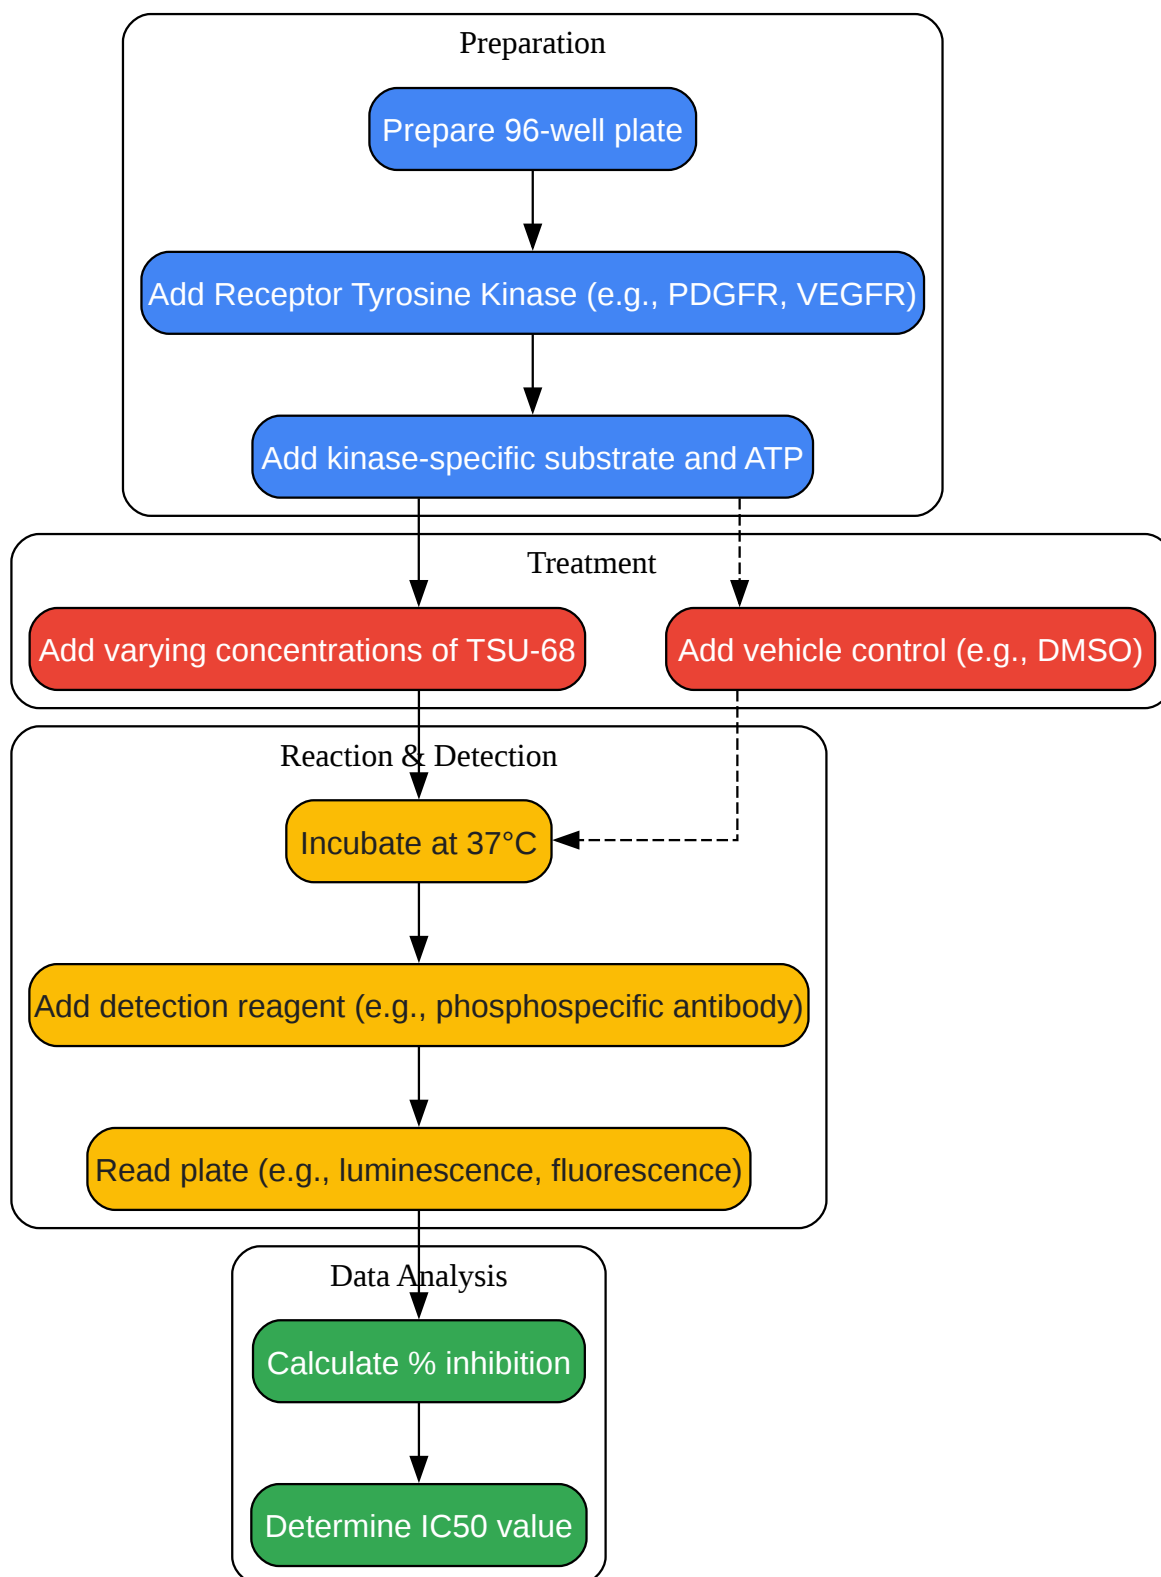 Preparation
Prepare 96-well plate
Add Receptor Tyrosine Kinase (e.g., PDGFR, VEGFR)
Add kinase-specific substrate and ATP
Treatment
Add varying concentrations of TSU-68
Add vehicle control (e.g., DMSO)
Reaction & Detection
Incubate at 37°C
Add detection reagent (e.g., phosphospecific antibody)
Read plate (e.g., luminescence, fluorescence)
Data Analysis
Calculate % inhibition
Determine IC50 value